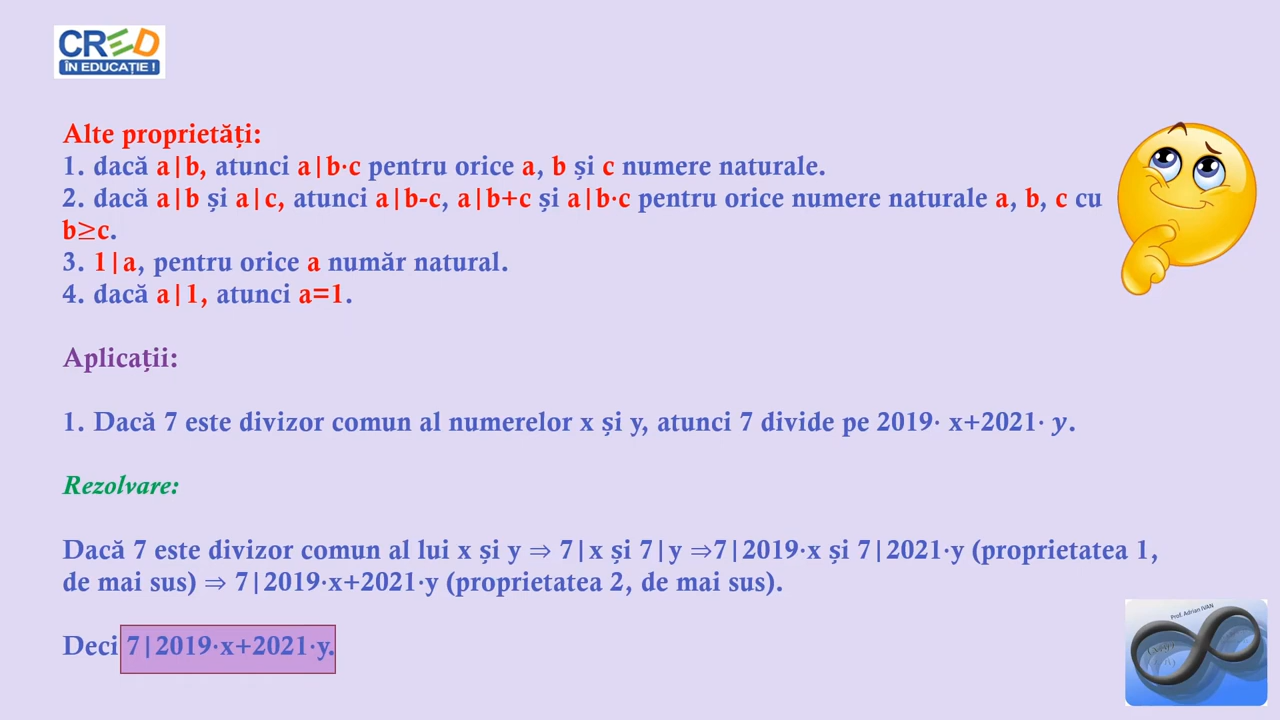 CRED
ÎN EDUCAȚIE !
Alte proprietăți:
1. dacă a|b, atunci a|b·c pentru orice a, b și c numere naturale.
2. dacă a|b și a|c, atunci a|b-c, a|b+c și a|b·c pentru orice numere naturale a, b, c cu
b≥c.
3. 1|a, pentru orice a număr natural.
4. dacă a|1, atunci a=1.
Aplicații:
1. Dacă 7 este divizor comun al numerelor x și y, atunci 7 divide pe 2019· x+2021· y.
Rezolvare:
Dacă 7 este divizor comun al lui x și y ⇒ 7|x și 7|y ⇒7|2019·x și 7|2021·y (proprietatea 1,
de mai sus) ⇒ 7|2019·x+2021·y (proprietatea 2, de mai sus).
Deci 7|2019·x+2021·y.
Prof. Adrian IVAN